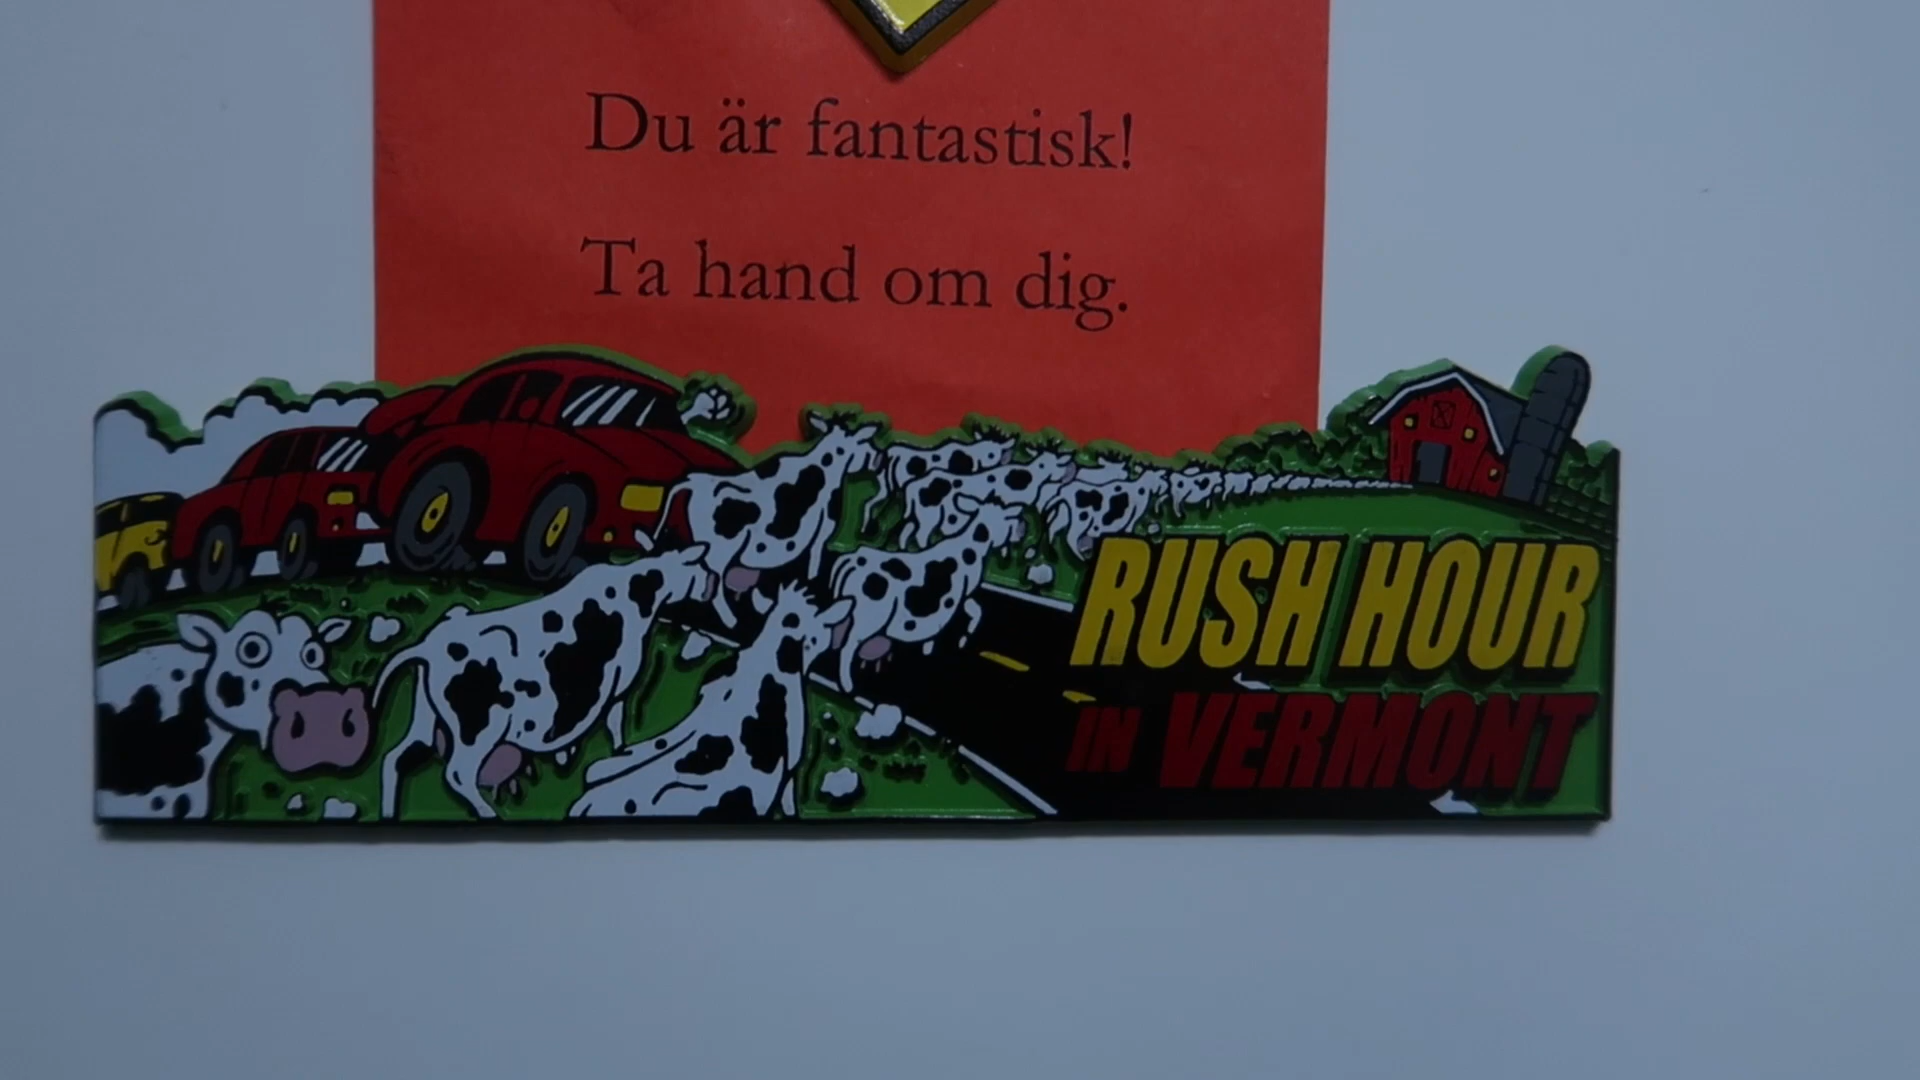 Du är fantastisk!
Ta hand om dig.
RUSH HOUR
IN VERMONT